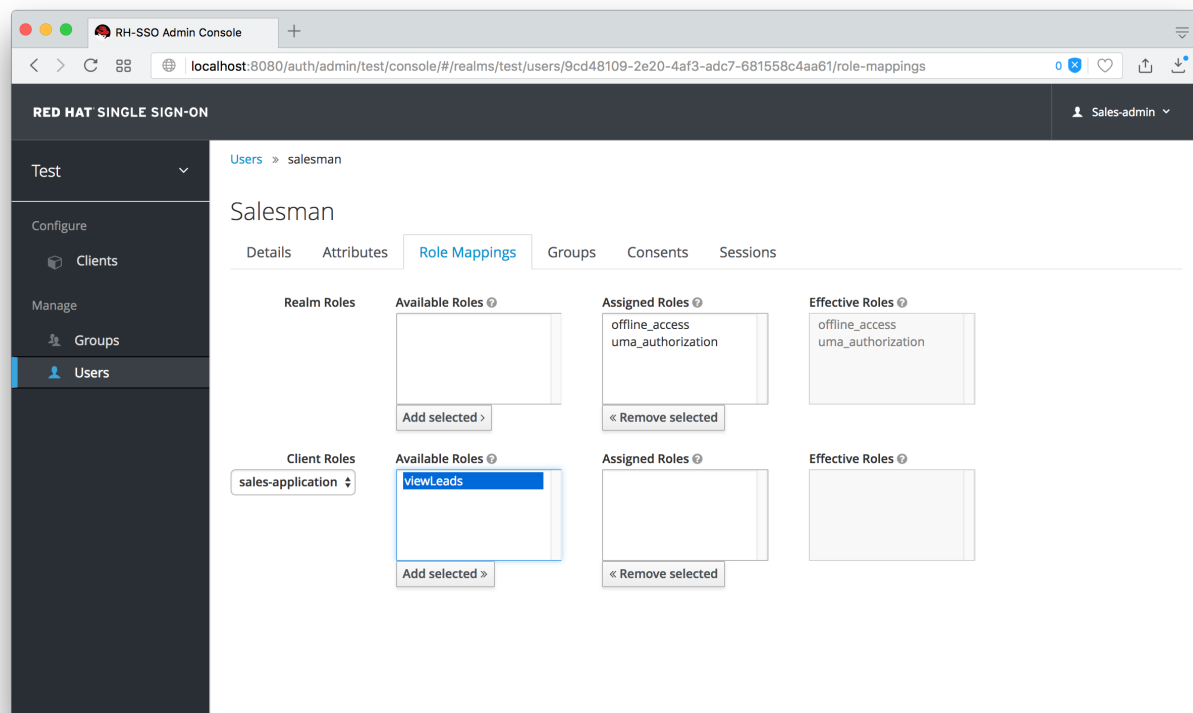 RH-SSO Admin Console
localhost:8080/auth/admin/test/console/#/realms/test/users/9cd48109-2e20-4af3-adc7-681558c4aa61/role-mappings
0
RED HAT SINGLE SIGN-ON
Sales-admin
Test
Configure
Clients
Manage
Groups
Users
Users » salesman
Salesman
Details Attributes Role Mappings Groups Consents Sessions
Realm Roles Available Roles Assigned Roles Effective Roles
offline_access offline_access
uma_authorization uma_authorization
Add selected › « Remove selected
Client Roles Available Roles Assigned Roles Effective Roles
sales-application viewLeads
Add selected » « Remove selected